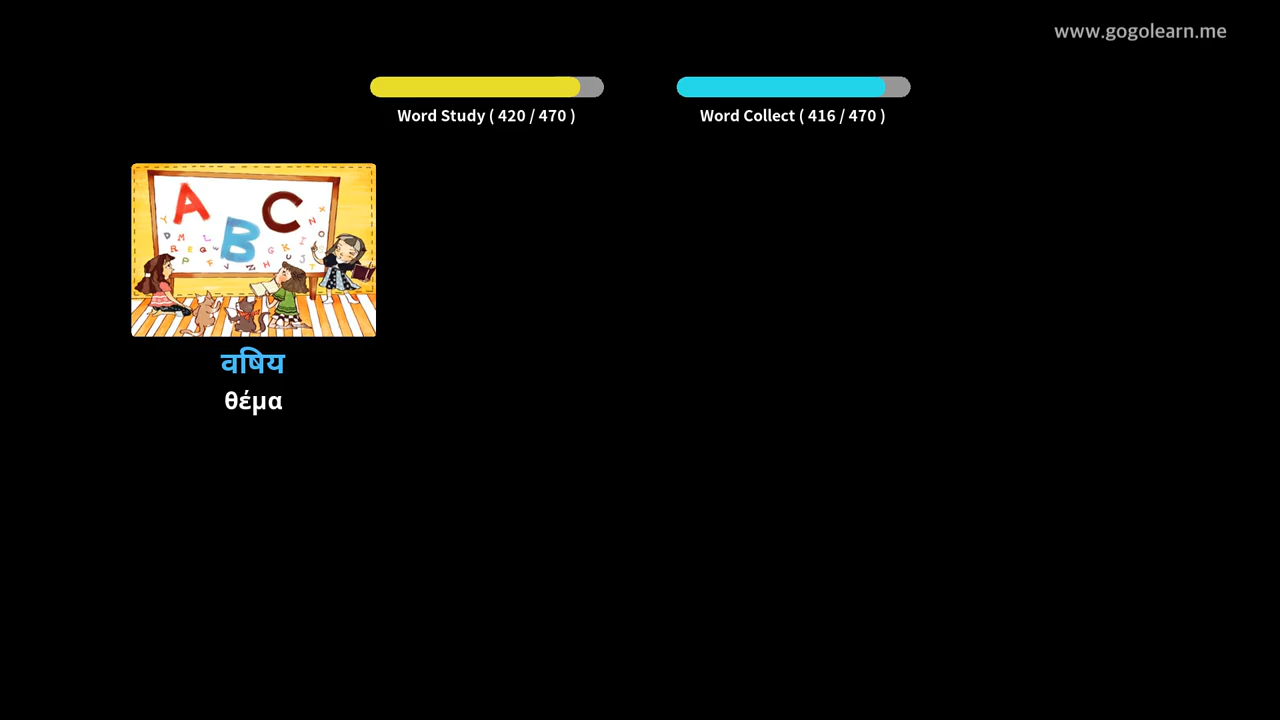 www.gogolearn.me
Word Study ( 420 / 470 )
Word Collect ( 416 / 470 )
A B C
वषिय
θέμα